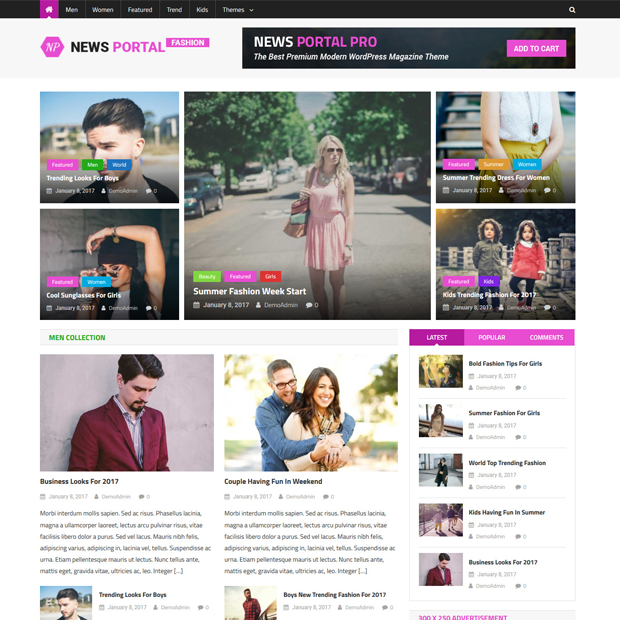 Men Women Featured Trend Kids Themes
NP NEWS PORTAL FASHION
NEWS PORTAL PRO
The Best Premium Modern WordPress Magazine Theme
ADD TO CART
Featured Men World
Trending Looks For Boys
January 8, 2017 DemoAdmin 0
Featured Women
Cool Sunglasses For Girls
January 8, 2017 DemoAdmin 0
Beauty Featured Girls
Summer Fashion Week Start
January 8, 2017 DemoAdmin 0
Featured Summer Women
Summer Trending Dress For Women
January 8, 2017 DemoAdmin 0
Featured Kids
Kids Trending Fashion For 2017
January 8, 2017 DemoAdmin 0
MEN COLLECTION
Business Looks For 2017
January 8, 2017 DemoAdmin 0
Morbi interdum mollis sapien. Sed ac risus. Phasellus lacinia,
magna a ullamcorper laoreet, lectus arcu pulvinar risus, vitae
facilisis libero dolor a purus. Sed vel lacus. Mauris nibh felis,
adipiscing varius, adipiscing in, lacinia vel, tellus. Suspendisse ac
urna. Etiam pellentesque mauris ut lectus. Nunc tellus ante,
mattis eget, gravida vitae, ultricies ac, leo. Integer [...]
Trending Looks For Boys
January 8, 2017 DemoAdmin 0
Couple Having Fun In Weekend
January 8, 2017 DemoAdmin 0
Morbi interdum mollis sapien. Sed ac risus. Phasellus lacinia,
magna a ullamcorper laoreet, lectus arcu pulvinar risus, vitae
facilisis libero dolor a purus. Sed vel lacus. Mauris nibh felis,
adipiscing varius, adipiscing in, lacinia vel, tellus. Suspendisse ac
urna. Etiam pellentesque mauris ut lectus. Nunc tellus ante,
mattis eget, gravida vitae, ultricies ac, leo. Integer [...]
Boys New Trending Fashion For 2017
January 8, 2017 DemoAdmin 0
LATEST POPULAR COMMENTS
Bold Fashion Tips For Girls
January 8, 2017
DemoAdmin 0
Summer Fashion For Girls
January 8, 2017
DemoAdmin 0
World Top Trending Fashion
January 8, 2017
DemoAdmin 0
Kids Having Fun In Summer
January 8, 2017
DemoAdmin 0
Business Looks For 2017
January 8, 2017
DemoAdmin 0
300 X 250 ADVERTISEMENT